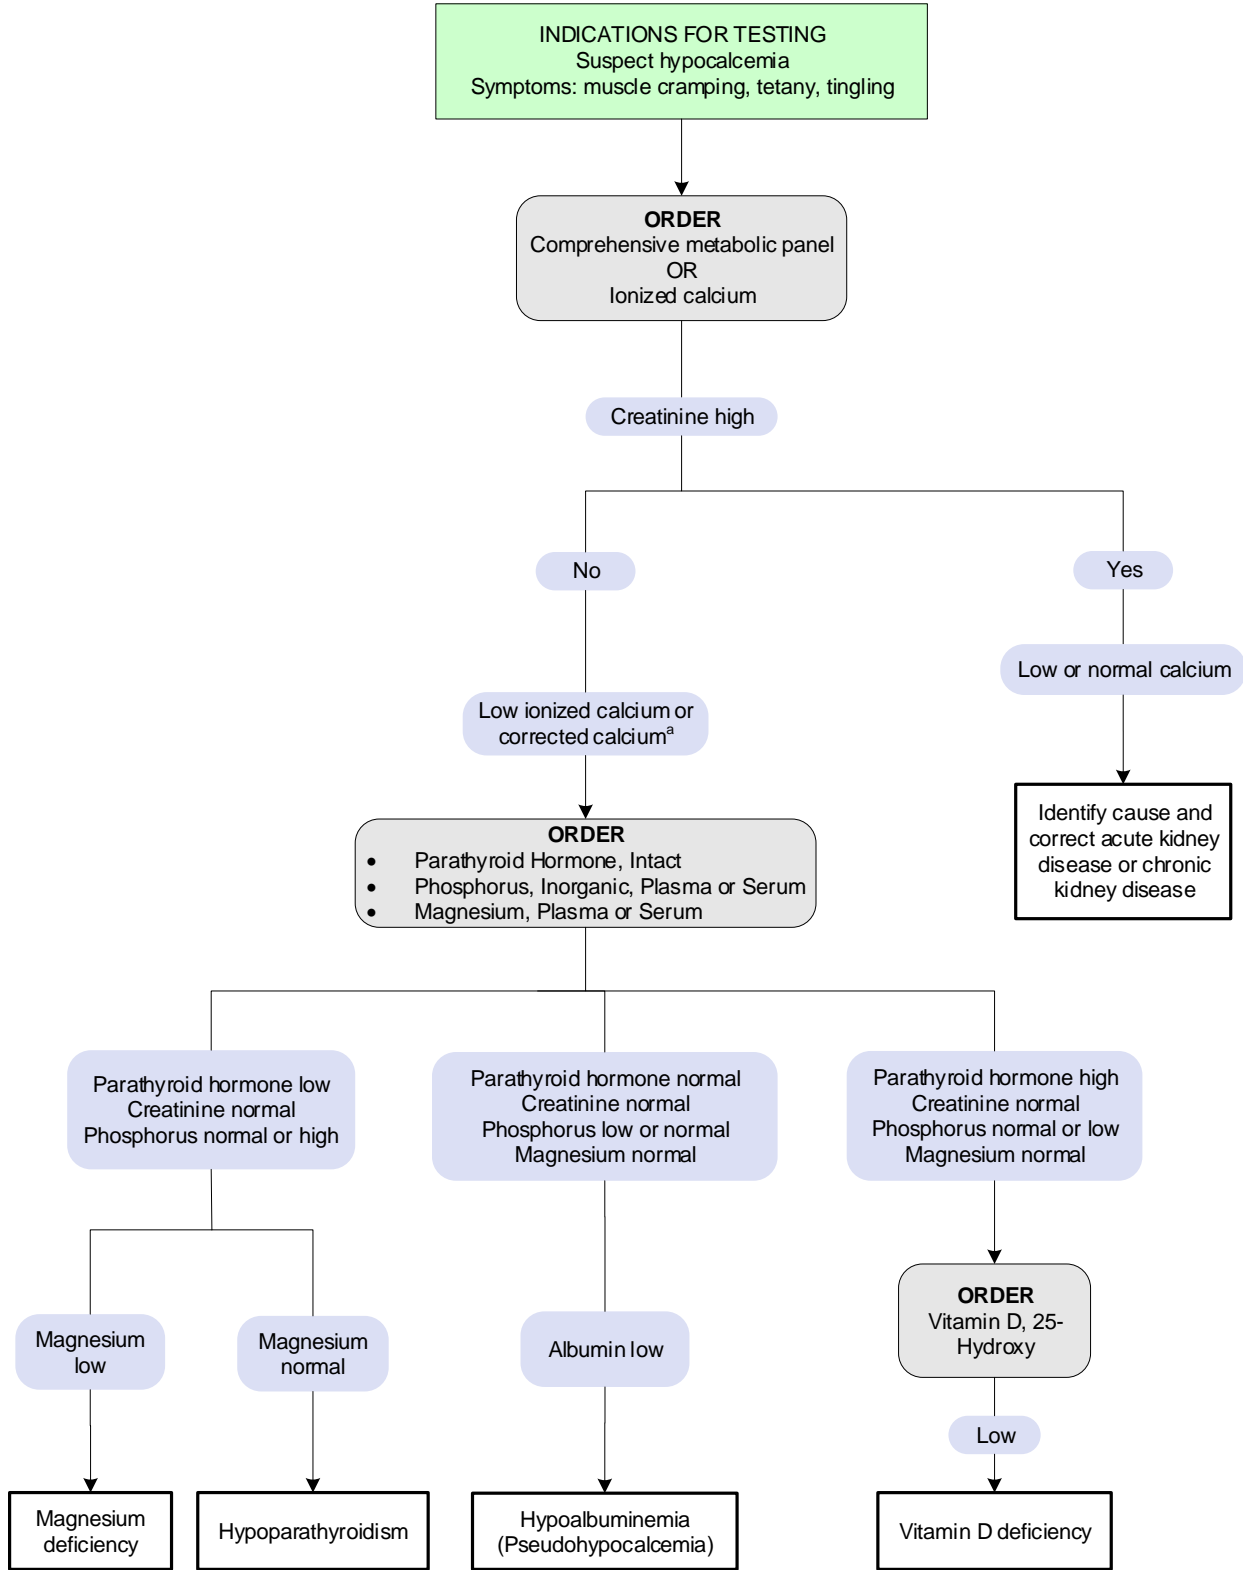 INDICATIONS FOR TESTING
Suspect hypocalcemia
Symptoms: muscle cramping, tetany, tingling
ORDER
Comprehensive metabolic panel
OR
Ionized calcium
Creatinine high
No
Yes
Low or normal calcium
Low ionized calcium or
corrected calciumᵃ
Identify cause and
correct acute kidney
disease or chronic
kidney disease
ORDER
• Parathyroid Hormone, Intact
• Phosphorus, Inorganic, Plasma or Serum
• Magnesium, Plasma or Serum
Parathyroid hormone low
Creatinine normal
Phosphorus normal or high
Parathyroid hormone normal
Creatinine normal
Phosphorus low or normal
Magnesium normal
Parathyroid hormone high
Creatinine normal
Phosphorus normal or low
Magnesium normal
Magnesium
low
Magnesium
normal
Albumin low
ORDER
Vitamin D, 25-
Hydroxy
Low
Magnesium
deficiency
Hypoparathyroidism
Hypoalbuminemia
(Pseudohypocalcemia)
Vitamin D deficiency